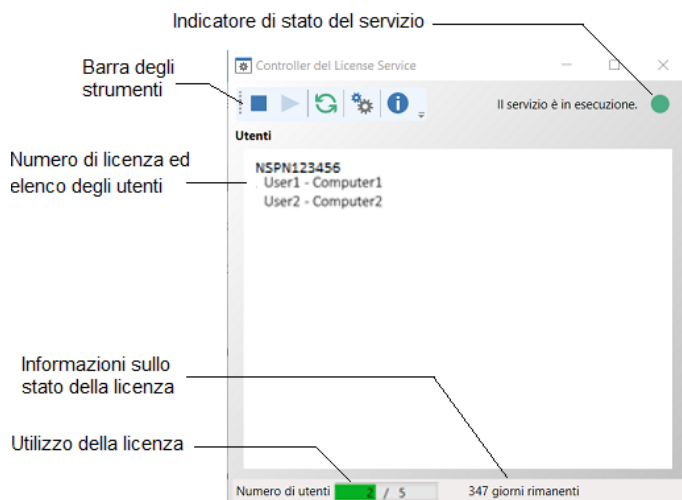 Indicatore di stato del servizio
Barra degli
strumenti
Controller del License Service
Il servizio è in esecuzione.
Utenti
Numero di licenza ed
elenco degli utenti
NSPN123456
User1 - Computer1
User2 - Computer2
Informazioni sullo
stato della licenza
Utilizzo della licenza
Numero di utenti 2 / 5
347 giorni rimanenti